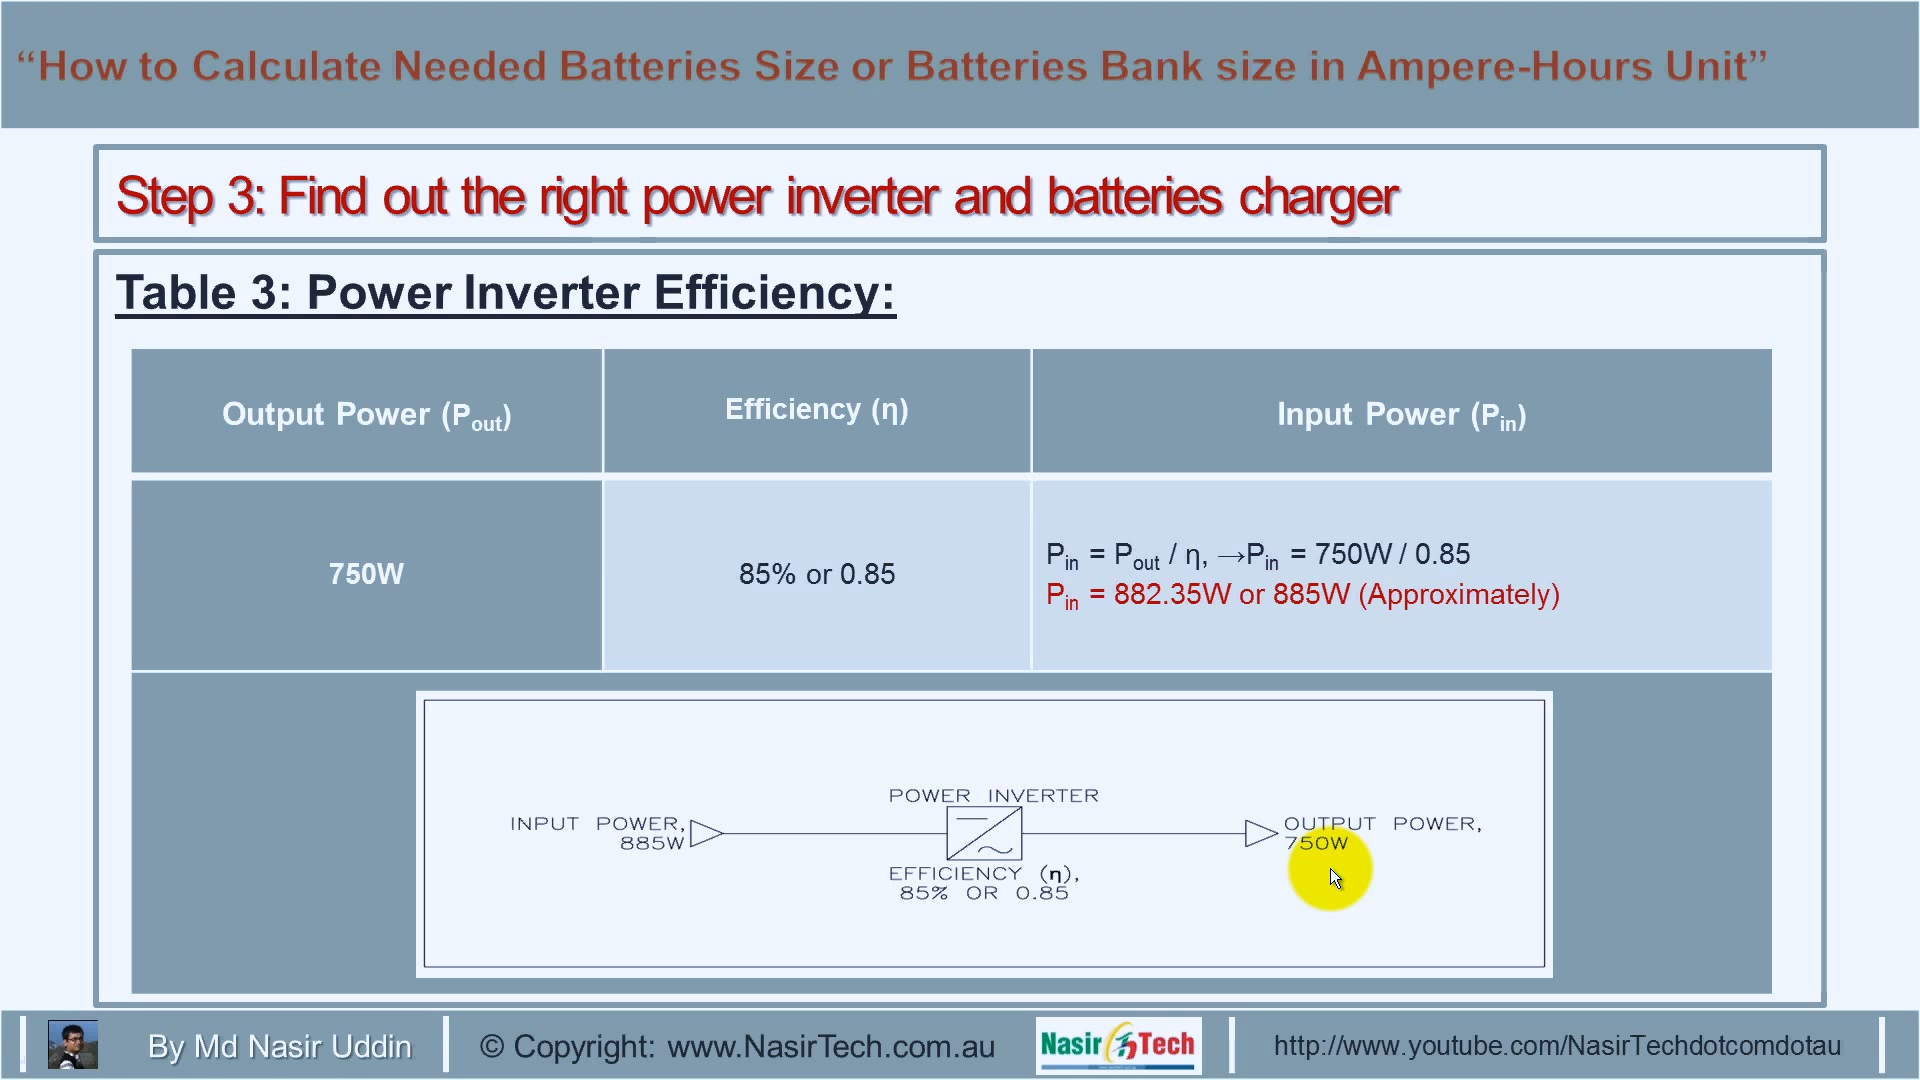 “How to Calculate Needed Batteries Size or Batteries Bank size in Ampere-Hours Unit”
Step 3: Find out the right power inverter and batteries charger
Table 3: Power Inverter Efficiency:
Output Power (Pout)
Efficiency (η)
Input Power (Pin)
750W
85% or 0.85
Pin = Pout / η, →Pin = 750W / 0.85
Pin = 882.35W or 885W (Approximately)
POWER INVERTER
INPUT POWER,
885W
OUTPUT POWER,
750W
EFFICIENCY (η),
85% OR 0.85
By Md Nasir Uddin
© Copyright: www.NasirTech.com.au
Nasir Tech
http://www.youtube.com/NasirTechdotcomdotau